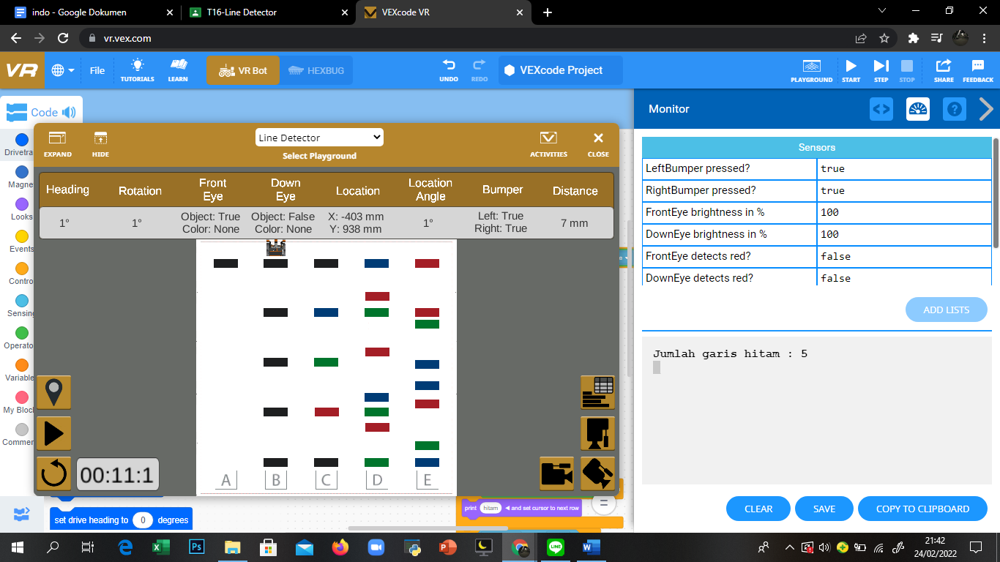 indo - Google Dokumen
T16-Line Detector
VEXcode VR
vr.vex.com
VR
File
TUTORIALS
LEARN
VR Bot
HEXBUG
UNDO
REDO
VEXcode Project
PLAYGROUND
START
STEP
STOP
SHARE
FEEDBACK
Code
Monitor
Drivetra
Magne
Looks
Events
Contro
Sensing
Operato
Variable
My Block
Commen
EXPAND
HIDE
Line Detector
Select Playground
ACTIVITIES
CLOSE
Heading
Rotation
Front Eye
Down Eye
Location
Location Angle
Bumper
Distance
1°
1°
Object: True
Color: None
Object: False
Color: None
X: -403 mm
Y: 938 mm
1°
Left: True
Right: True
7 mm
A B C D E
00:11:1
set drive heading to 0 degrees
print hitam ◀ and set cursor to next row
=
Sensors
LeftBumper pressed? true
RightBumper pressed? true
FrontEye brightness in % 100
DownEye brightness in % 100
FrontEye detects red? false
DownEye detects red? false
ADD LISTS
Jumlah garis hitam : 5
CLEAR
SAVE
COPY TO CLIPBOARD
21:42
24/02/2022